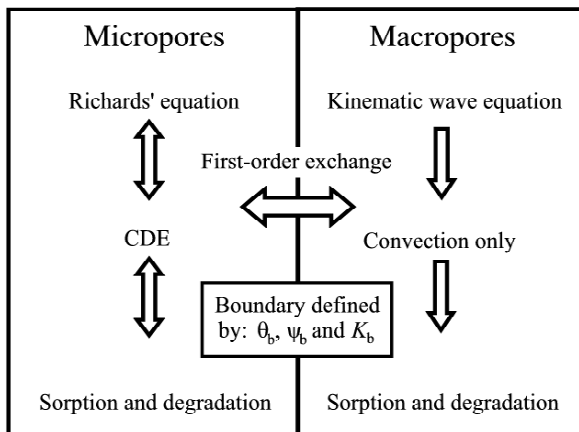 Micropores
Macropores
Richards' equation
Kinematic wave equation
First-order exchange
CDE
Convection only
Boundary defined
by: θb, ψb and Kb
Sorption and degradation
Sorption and degradation